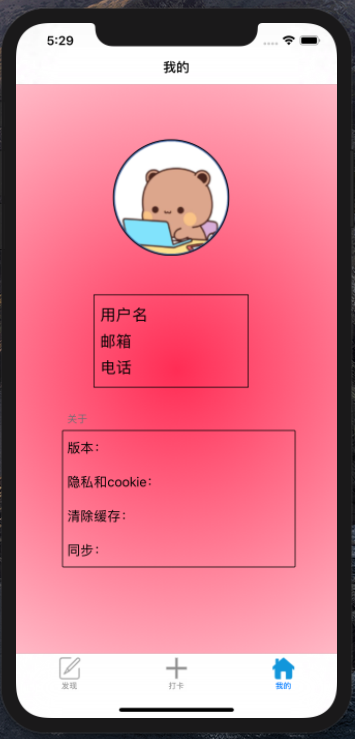 5:29
我的
用户名
邮箱
电话
关于
版本：
隐私和cookie：
清除缓存：
同步：
发现
打卡
我的